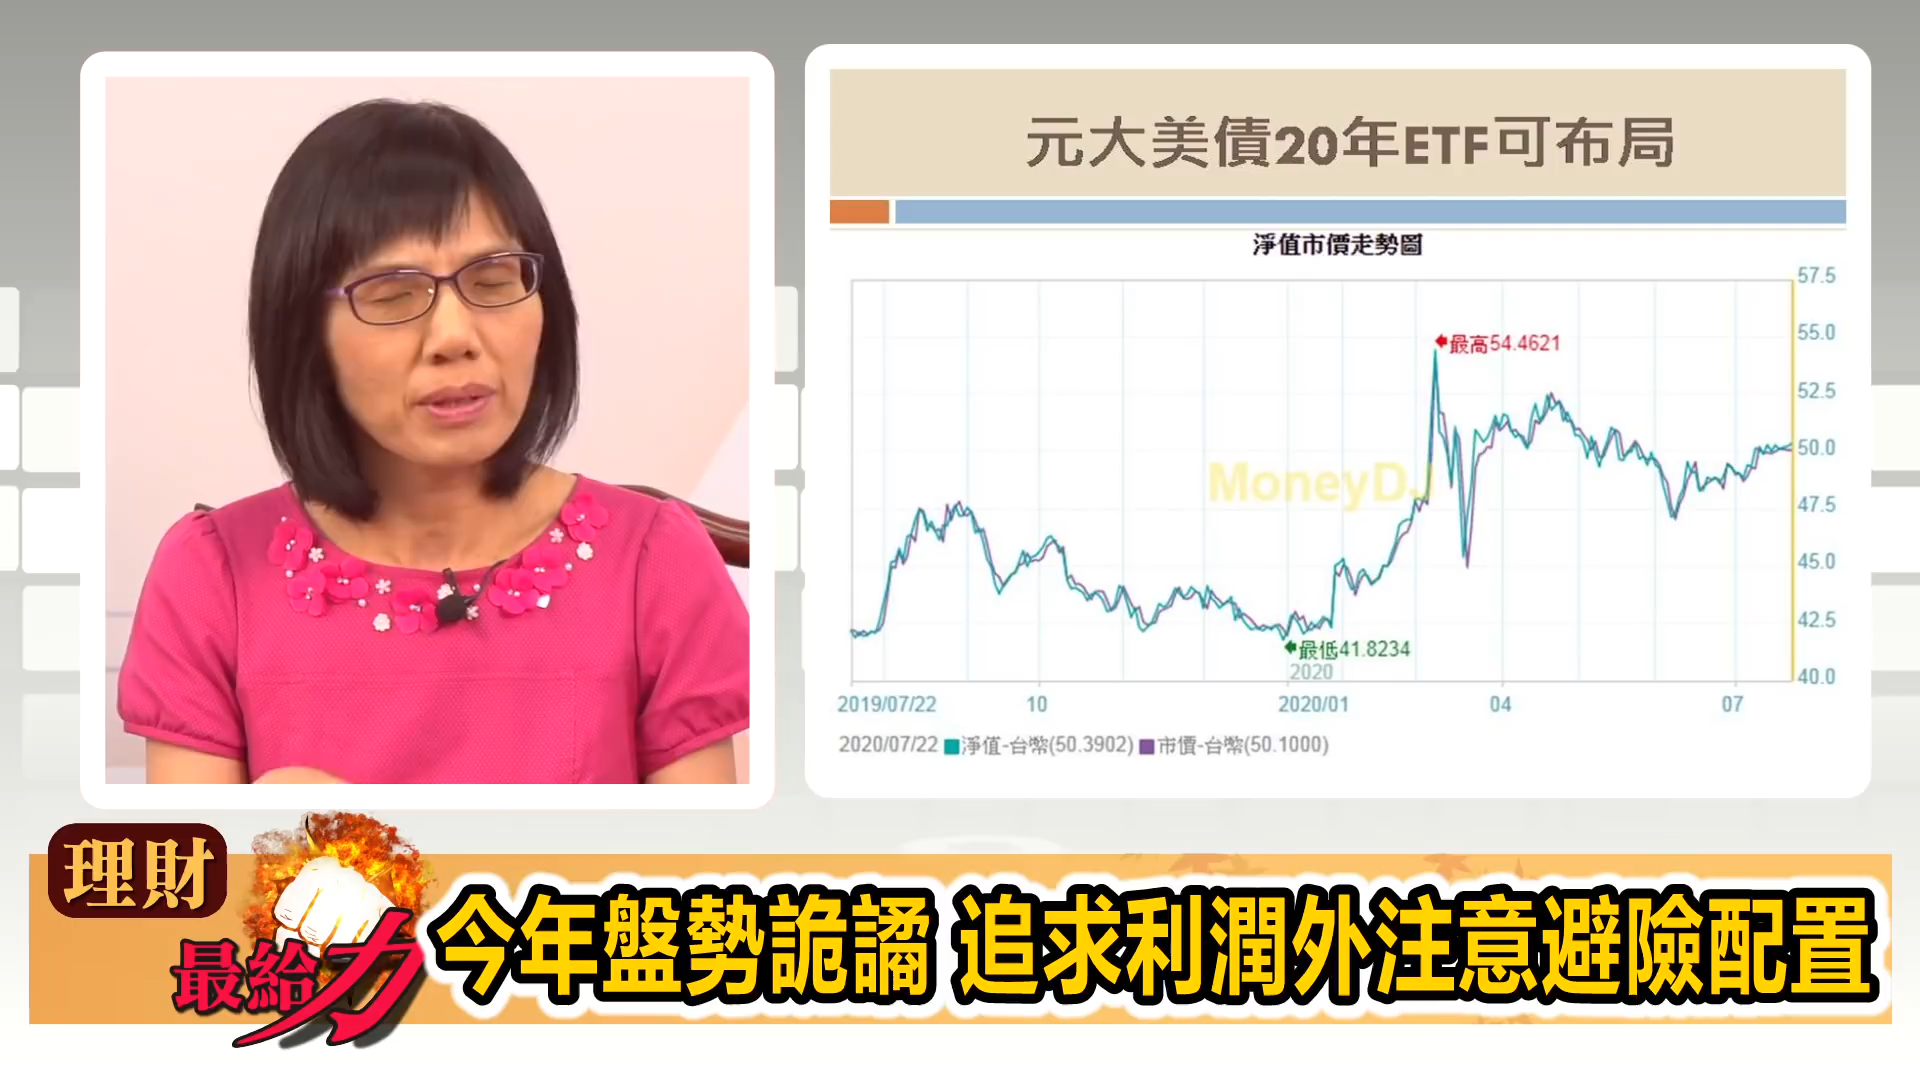 元大美債20年ETF可布局
淨值市價走勢圖
57.5
55.0
52.5
50.0
47.5
45.0
42.5
40.0
最高54.4621
MoneyDJ
最低41.8234
2020
2019/07/22 10 2020/01 04 07
2020/07/22 淨值-台幣(50.3902) 市價-台幣(50.1000)
理財
最給力
今年盤勢詭譎 追求利潤外注意避險配置